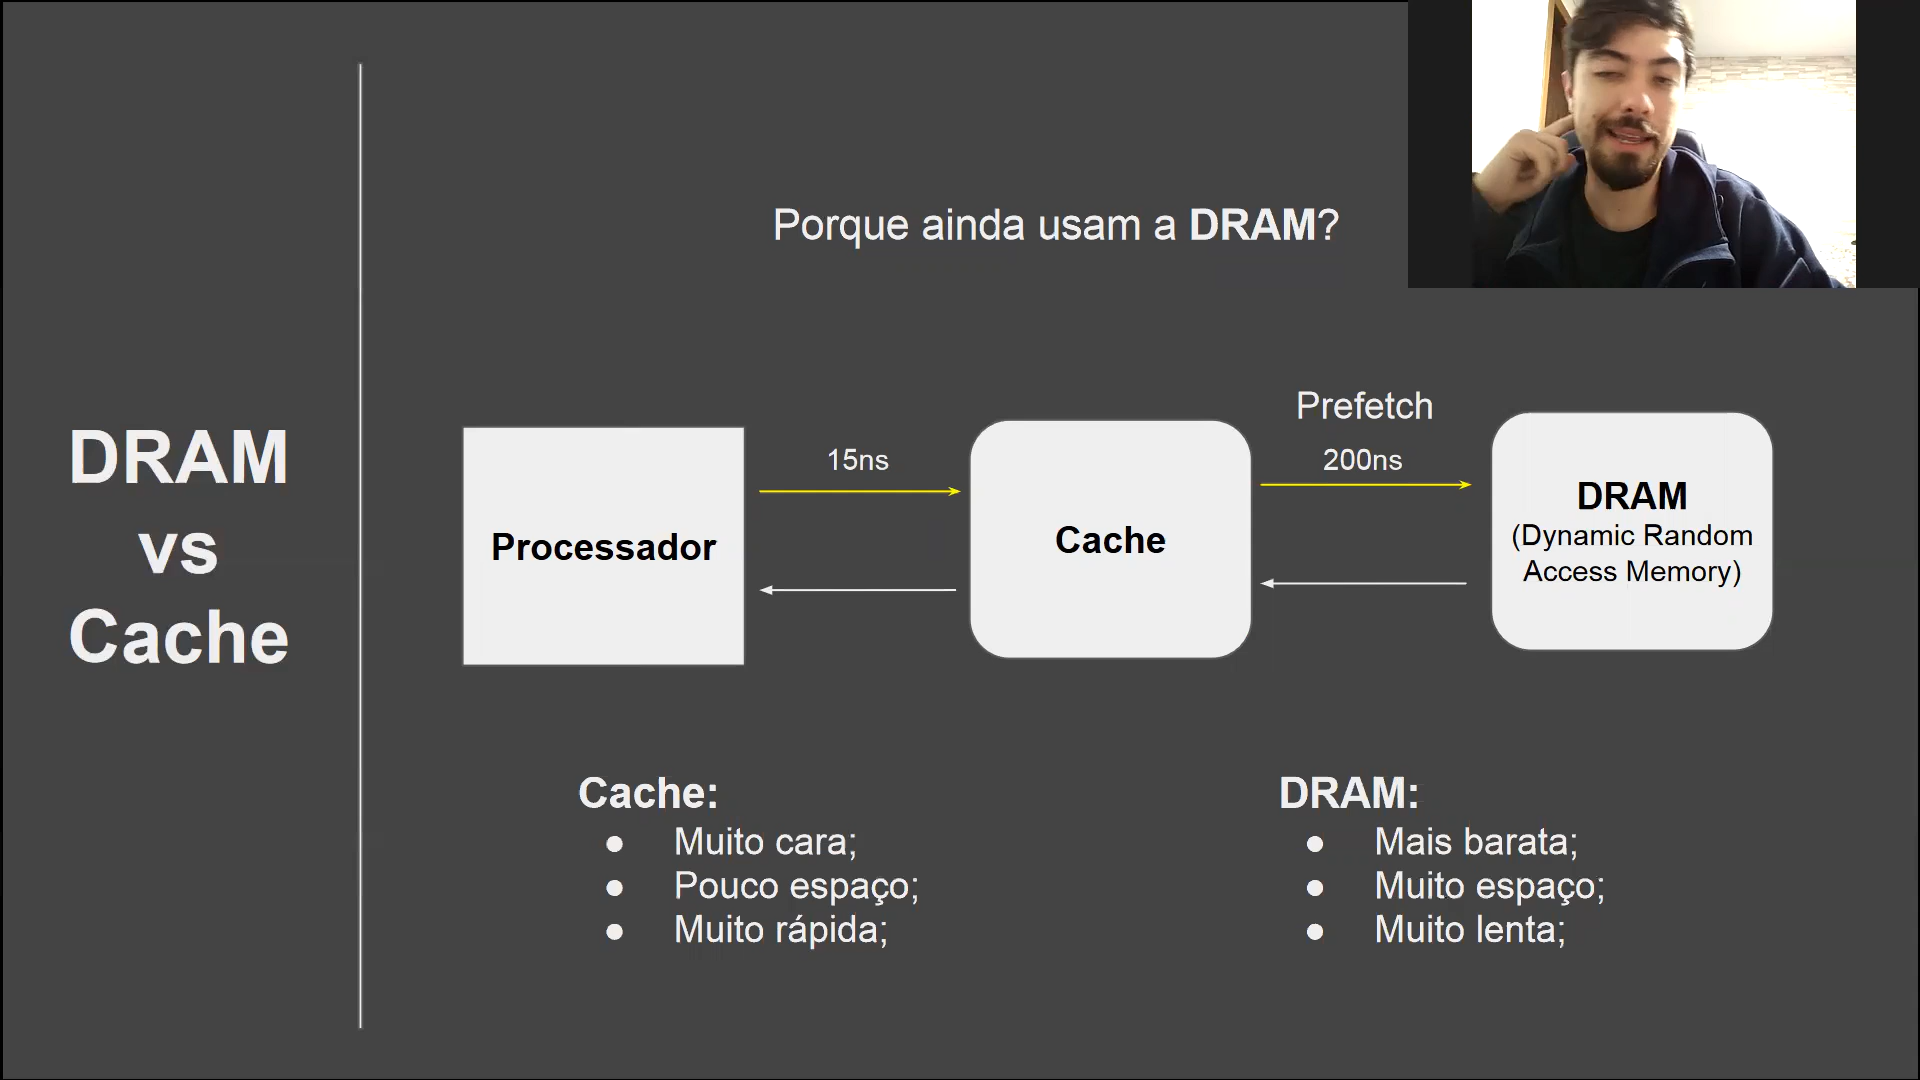 DRAM
vs
Cache
Porque ainda usam a DRAM?
Processador
15ns
Cache
Prefetch
200ns
DRAM
(Dynamic Random
Access Memory)
Cache:
● Muito cara;
● Pouco espaço;
● Muito rápida;
DRAM:
● Mais barata;
● Muito espaço;
● Muito lenta;